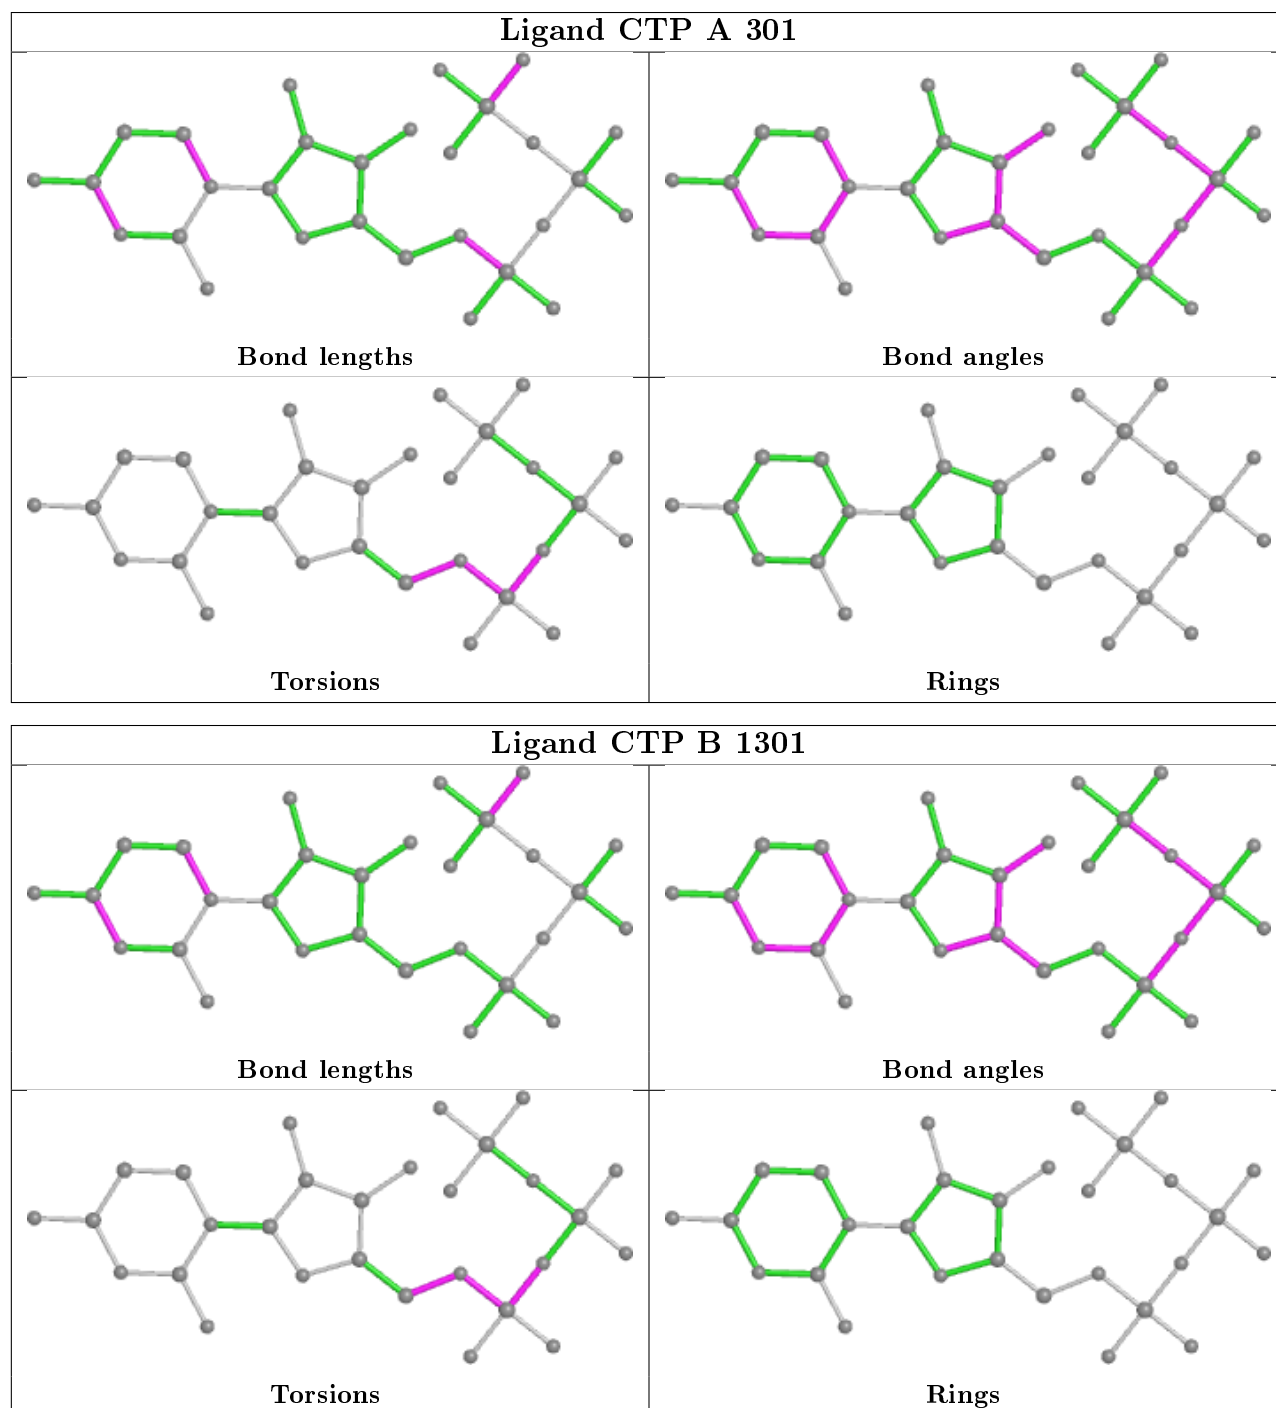 Ligand CTP A 301
Bond lengths
Bond angles
Torsions
Rings
Ligand CTP B 1301
Bond lengths
Bond angles
Torsions
Rings